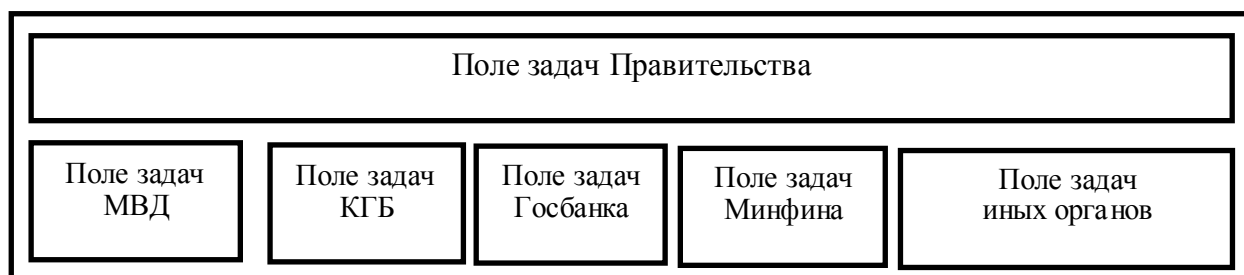 Поле задач Правительства
Поле задач
МВД
Поле задач
КГБ
Поле задач
Госбанка
Поле задач
Минфина
Поле задач
иных органов